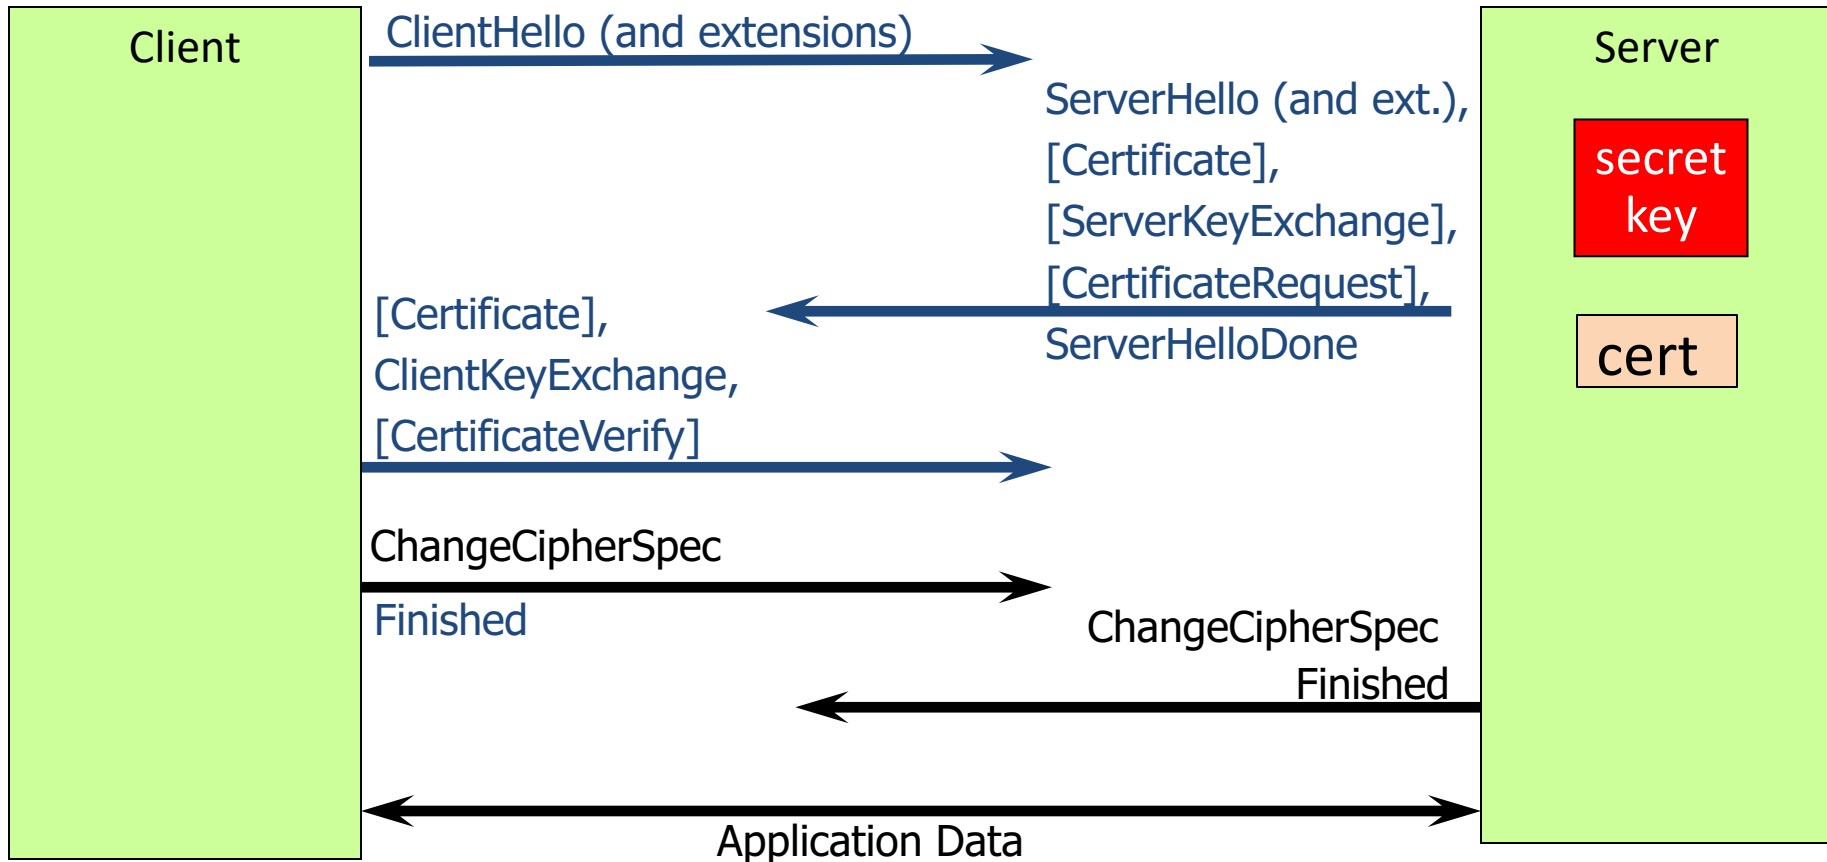 Client
ClientHello (and extensions)
Server
ServerHello (and ext.),
[Certificate],
[ServerKeyExchange],
[CertificateRequest],
ServerHelloDone
secret
key
cert
[Certificate],
ClientKeyExchange,
[CertificateVerify]
ChangeCipherSpec
Finished
ChangeCipherSpec
Finished
Application Data